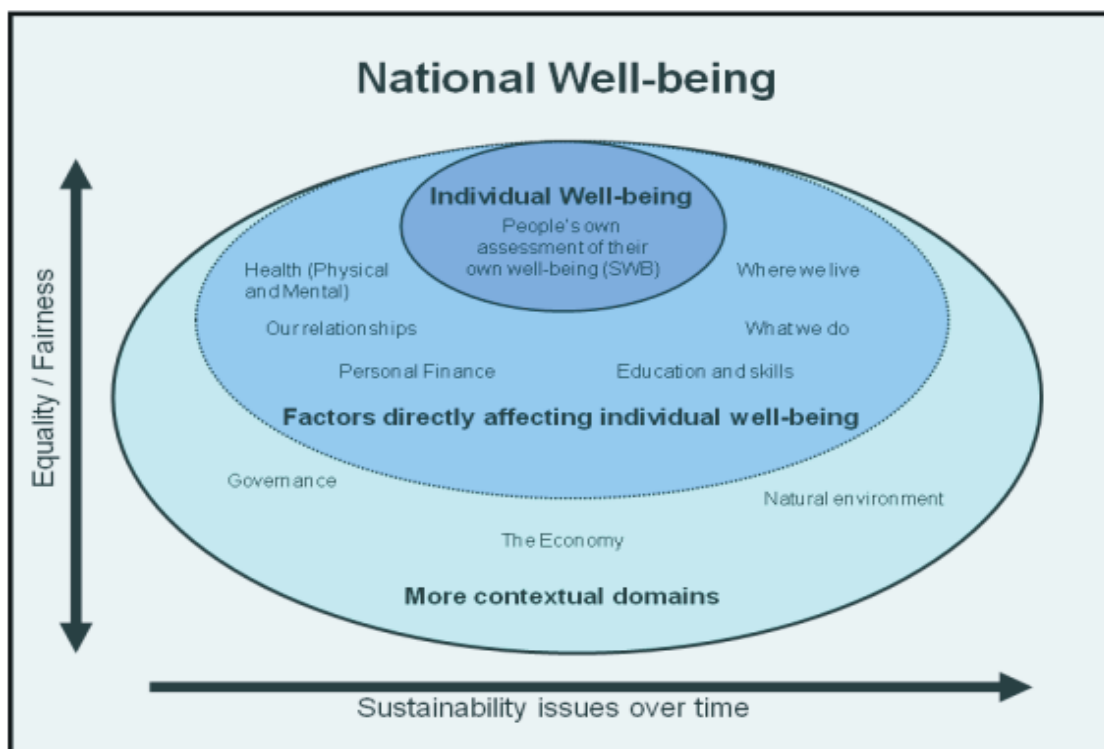 National Well-being
Individual Well-being
People's own
assessment of their
own well-being (SWB)
Health (Physical
and Mental)
Where we live
Our relationships
What we do
Personal Finance
Education and skills
Factors directly affecting individual well-being
Governance
Natural environment
The Economy
More contextual domains
Equality / Fairness
Sustainability issues over time